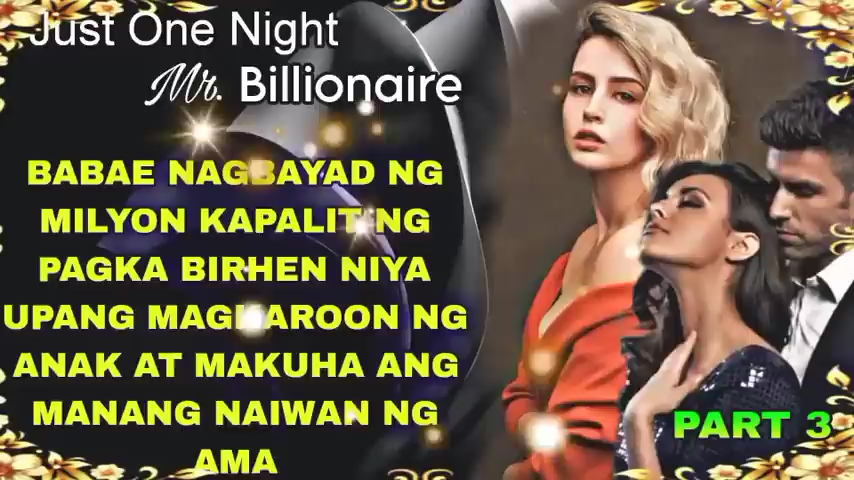 Just One Night
Mr. Billionaire
BABAE NAGBAYAD NG
MILYON KAPALIT NG
PAGKA BIRHEN NIYA
UPANG MAGKAROON NG
ANAK AT MAKUHA ANG
MANANG NAIWAN NG
AMA
PART 3